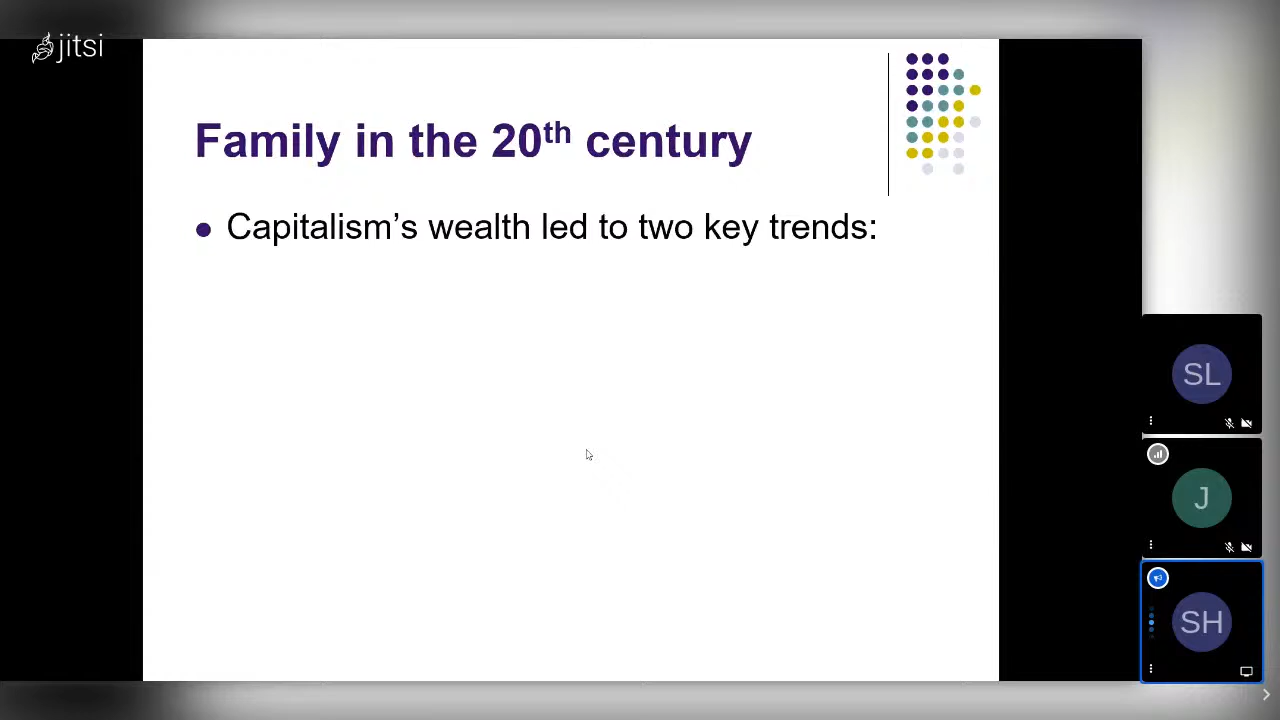 jitsi
Family in the 20th century
Capitalism’s wealth led to two key trends:
SL
J
SH